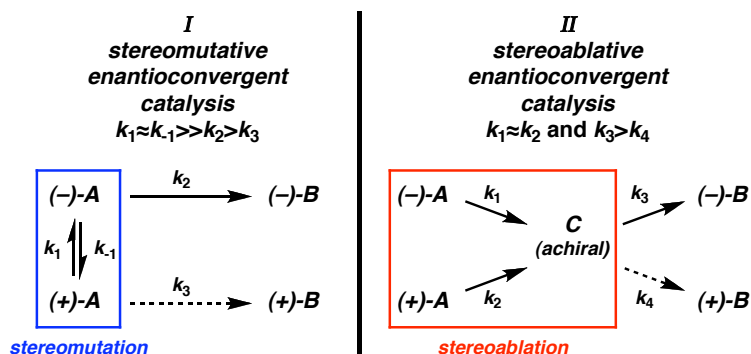 I
stereomutative
enantioconvergent
catalysis
k1≈k-1>>k2>k3
(–)-A
k2
(–)-B
k1
k-1
(+)-A
k3
(+)-B
stereomutation
II
stereoablative
enantioconvergent
catalysis
k1≈k2 and k3>k4
(–)-A
k1
C
(achiral)
k3
(–)-B
(+)-A
k2
k4
(+)-B
stereoablation